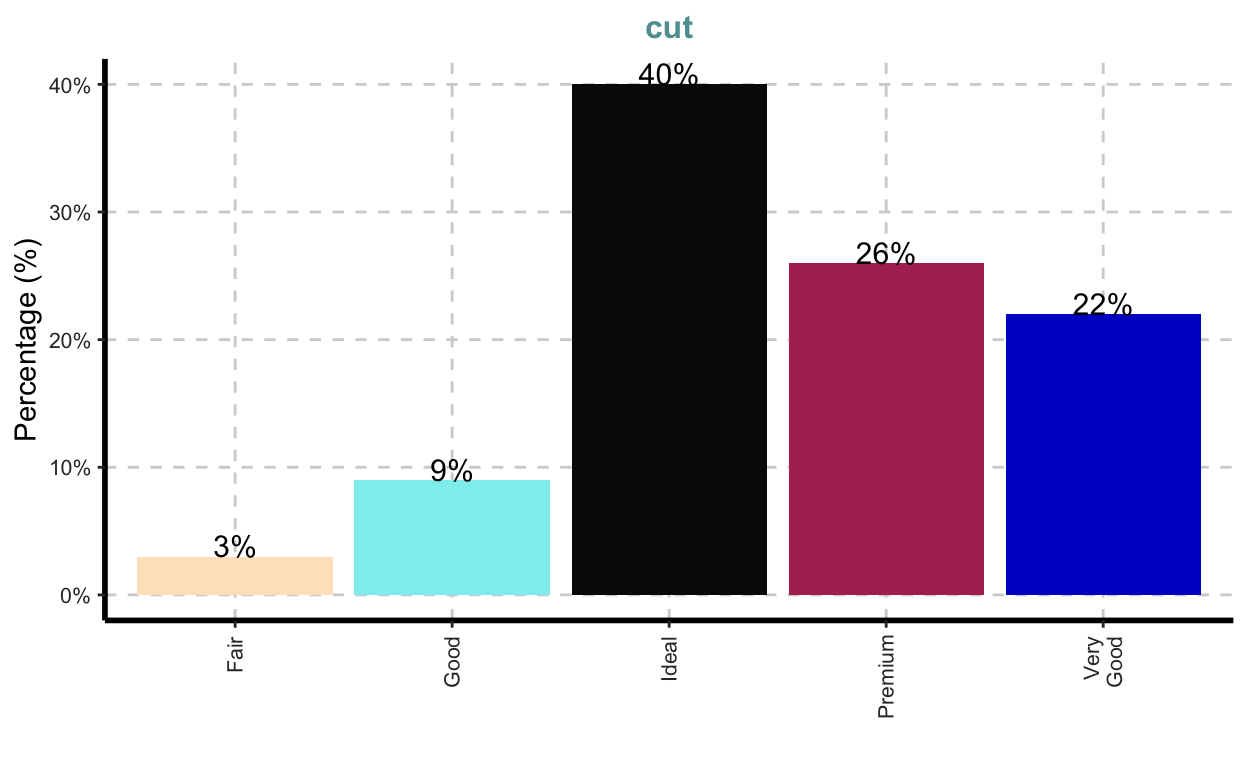 cut
Percentage (%)
40%
30%
20%
10%
0%
3%
9%
40%
26%
22%
Fair
Good
Ideal
Premium
Very
Good